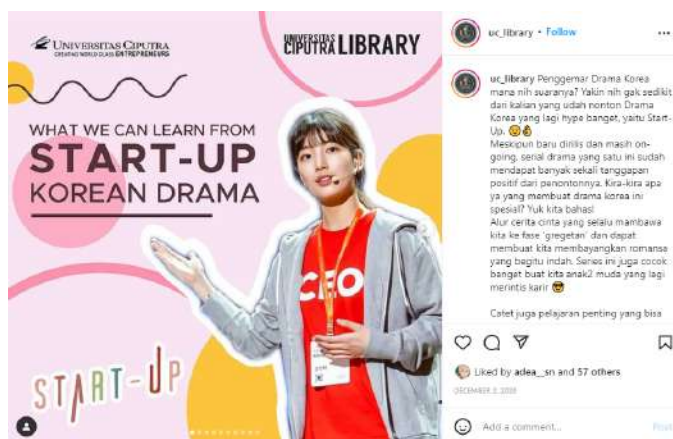 UNIVERSITAS CIPUTRA
CREATING WORLD CLASS ENTREPRENEURS
UNIVERSITAS
CIPUTRA LIBRARY
WHAT WE CAN LEARN FROM
START-UP
KOREAN DRAMA
CEO
START-UP
uc_library • Follow
uc_library Penggemar Drama Korea
mana nih suaranya? Yakin nih gak sedikit
dari kalian yang udah nonton Drama
Korea yang lagi hype banget, yaitu Start-
Up. 😥👌
Meskipun baru dirilis dan masih on-
going, serial drama yang satu ini sudah
mendapat banyak sekali tanggapan
positif dari penontonnya. Kira-kira apa
ya yang membuat drama korea ini
spesial? Yuk kita bahas!
Alur cerita cinta yang selalu mambawa
kita ke fase 'gregetan' dan dapat
membuat kita membayangkan romansa
yang begitu indah. Series ini juga cocok
banget buat kita anak2 muda yang lagi
merintis karir 😎
Catet juga pelajaran penting yang bisa
Liked by adea_sn and 57 others
DECEMBER
Add a comment...
Post